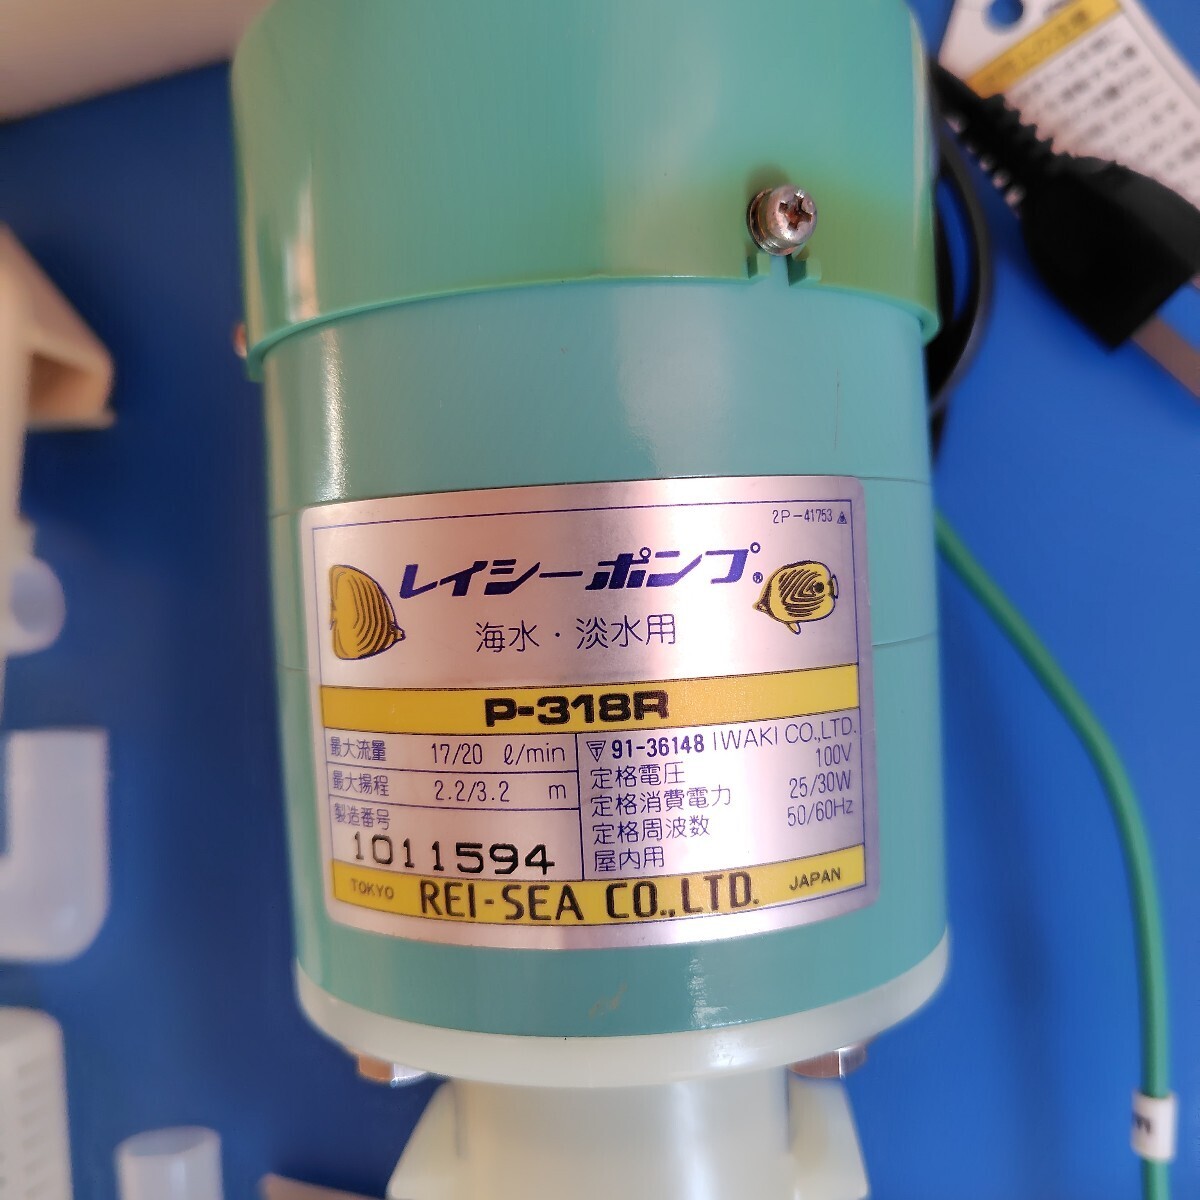 2P-41753
レイシーポンプ®
海水・淡水用
P-318R
最大流量 17/20 ℓ/min
最大揚程 2.2/3.2 m
製造番号
1011594
91-36148 IWAKI CO.,LTD.
定格電圧 100V
定格消費電力 25/30W
定格周波数 50/60Hz
屋内用
TOKYO REI-SEA CO.,LTD. JAPAN